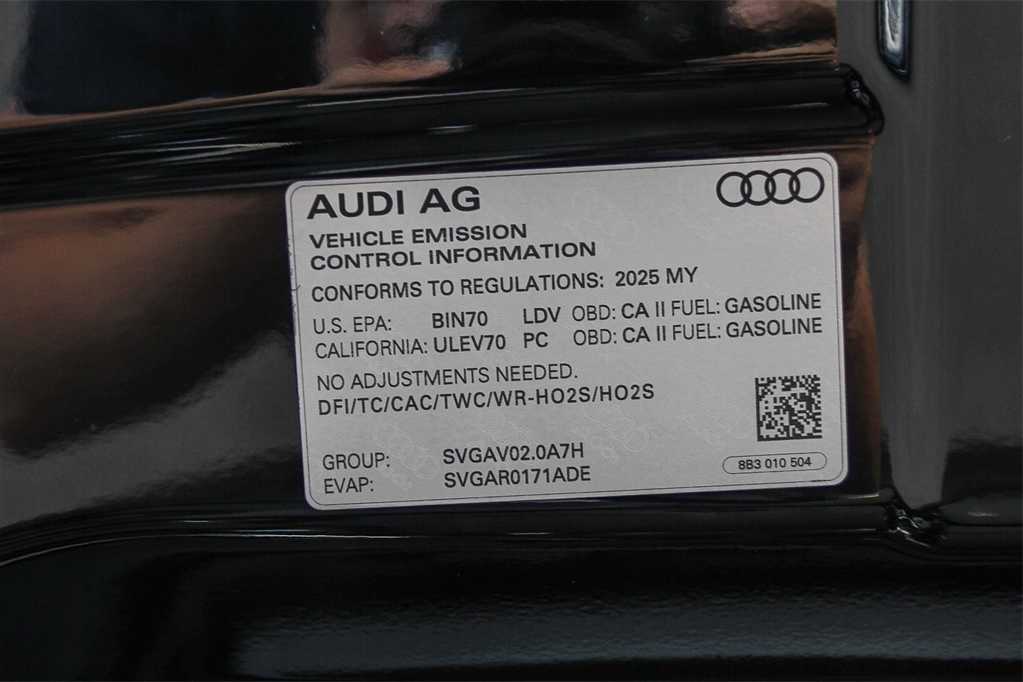 AUDI AG
VEHICLE EMISSION
CONTROL INFORMATION
CONFORMS TO REGULATIONS: 2025 MY
U.S. EPA: BIN70 LDV OBD: CA II FUEL: GASOLINE
CALIFORNIA: ULEV70 PC OBD: CA II FUEL: GASOLINE
NO ADJUSTMENTS NEEDED.
DFI/TC/CAC/TWC/WR-HO2S/HO2S
GROUP: SVGAV02.0A7H
EVAP: SVGAR0171ADE
8B3 010 504